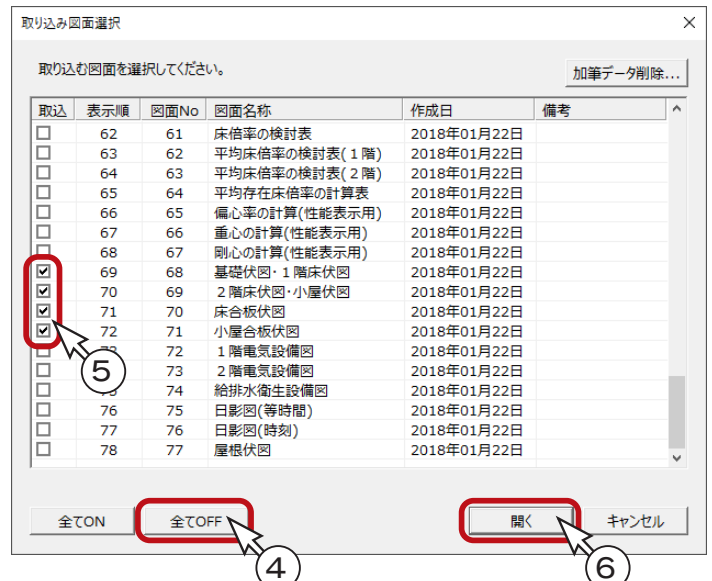 取り込み図面選択
取り込む図面を選択してください。
加筆データ削除...
取込 表示順 図面No 図面名称 作成日 備考
62 61 床倍率の検討表 2018年01月22日
63 62 平均床倍率の検討表(1階) 2018年01月22日
64 63 平均床倍率の検討表(2階) 2018年01月22日
65 64 平均存在床倍率の計算表 2018年01月22日
66 65 偏心率の計算(性能表示用) 2018年01月22日
67 66 重心の計算(性能表示用) 2018年01月22日
68 67 剛心の計算(性能表示用) 2018年01月22日
69 68 基礎伏図・1階床伏図 2018年01月22日
70 69 2階床伏図・小屋伏図 2018年01月22日
71 70 床合板伏図 2018年01月22日
72 71 小屋合板伏図 2018年01月22日
72 1階電気設備図 2018年01月22日
73 2階電気設備図 2018年01月22日
74 給排水衛生設備図 2018年01月22日
76 75 日影図(等時間) 2018年01月22日
77 76 日影図(時刻) 2018年01月22日
78 77 屋根伏図 2018年01月22日
⑤
全てON 全てOFF 開く キャンセル
④ ⑥